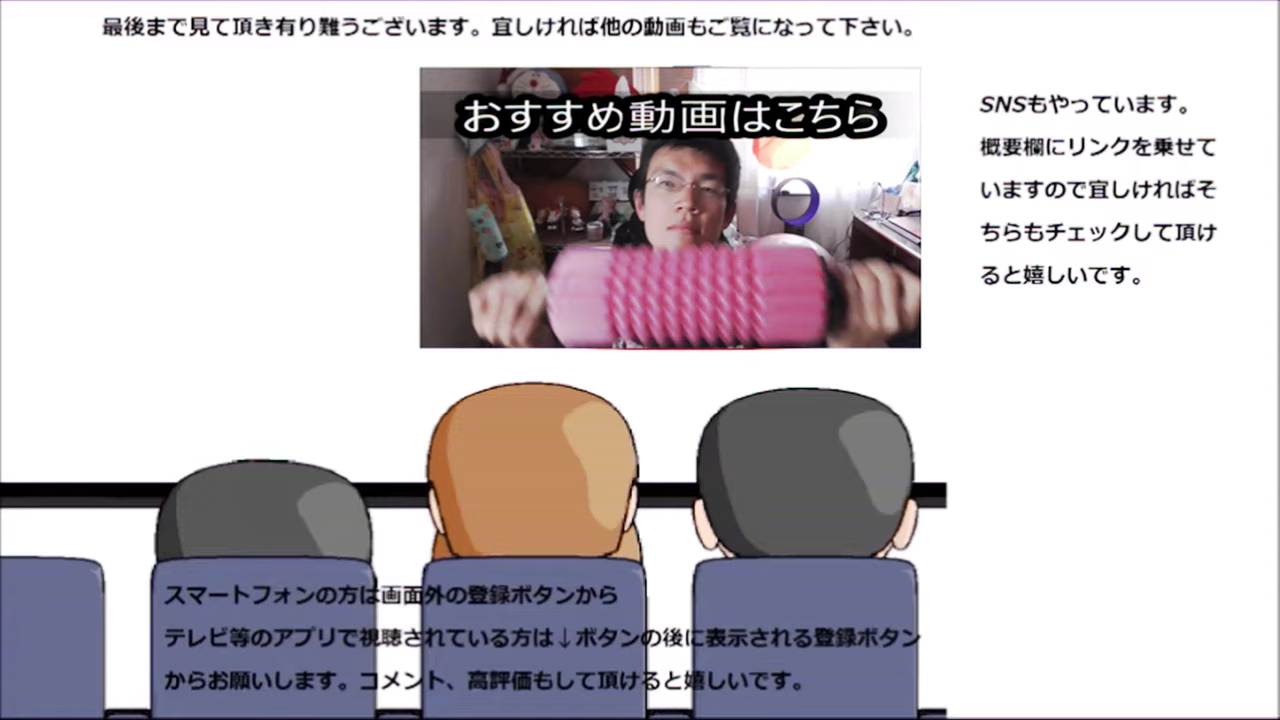 最後まで見て頂き有り難うございます。宜しければ他の動画もご覧になって下さい。
おすすめ動画はこちら
SNSもやっています。
概要欄にリンクを乗せて
いますので宜しければそ
ちらもチェックして頂け
ると嬉しいです。
スマートフォンの方は画面外の登録ボタンから
テレビ等のアプリで視聴されている方は↓ボタンの後に表示される登録ボタン
からお願いします。コメント、高評価もして頂けると嬉しいです。